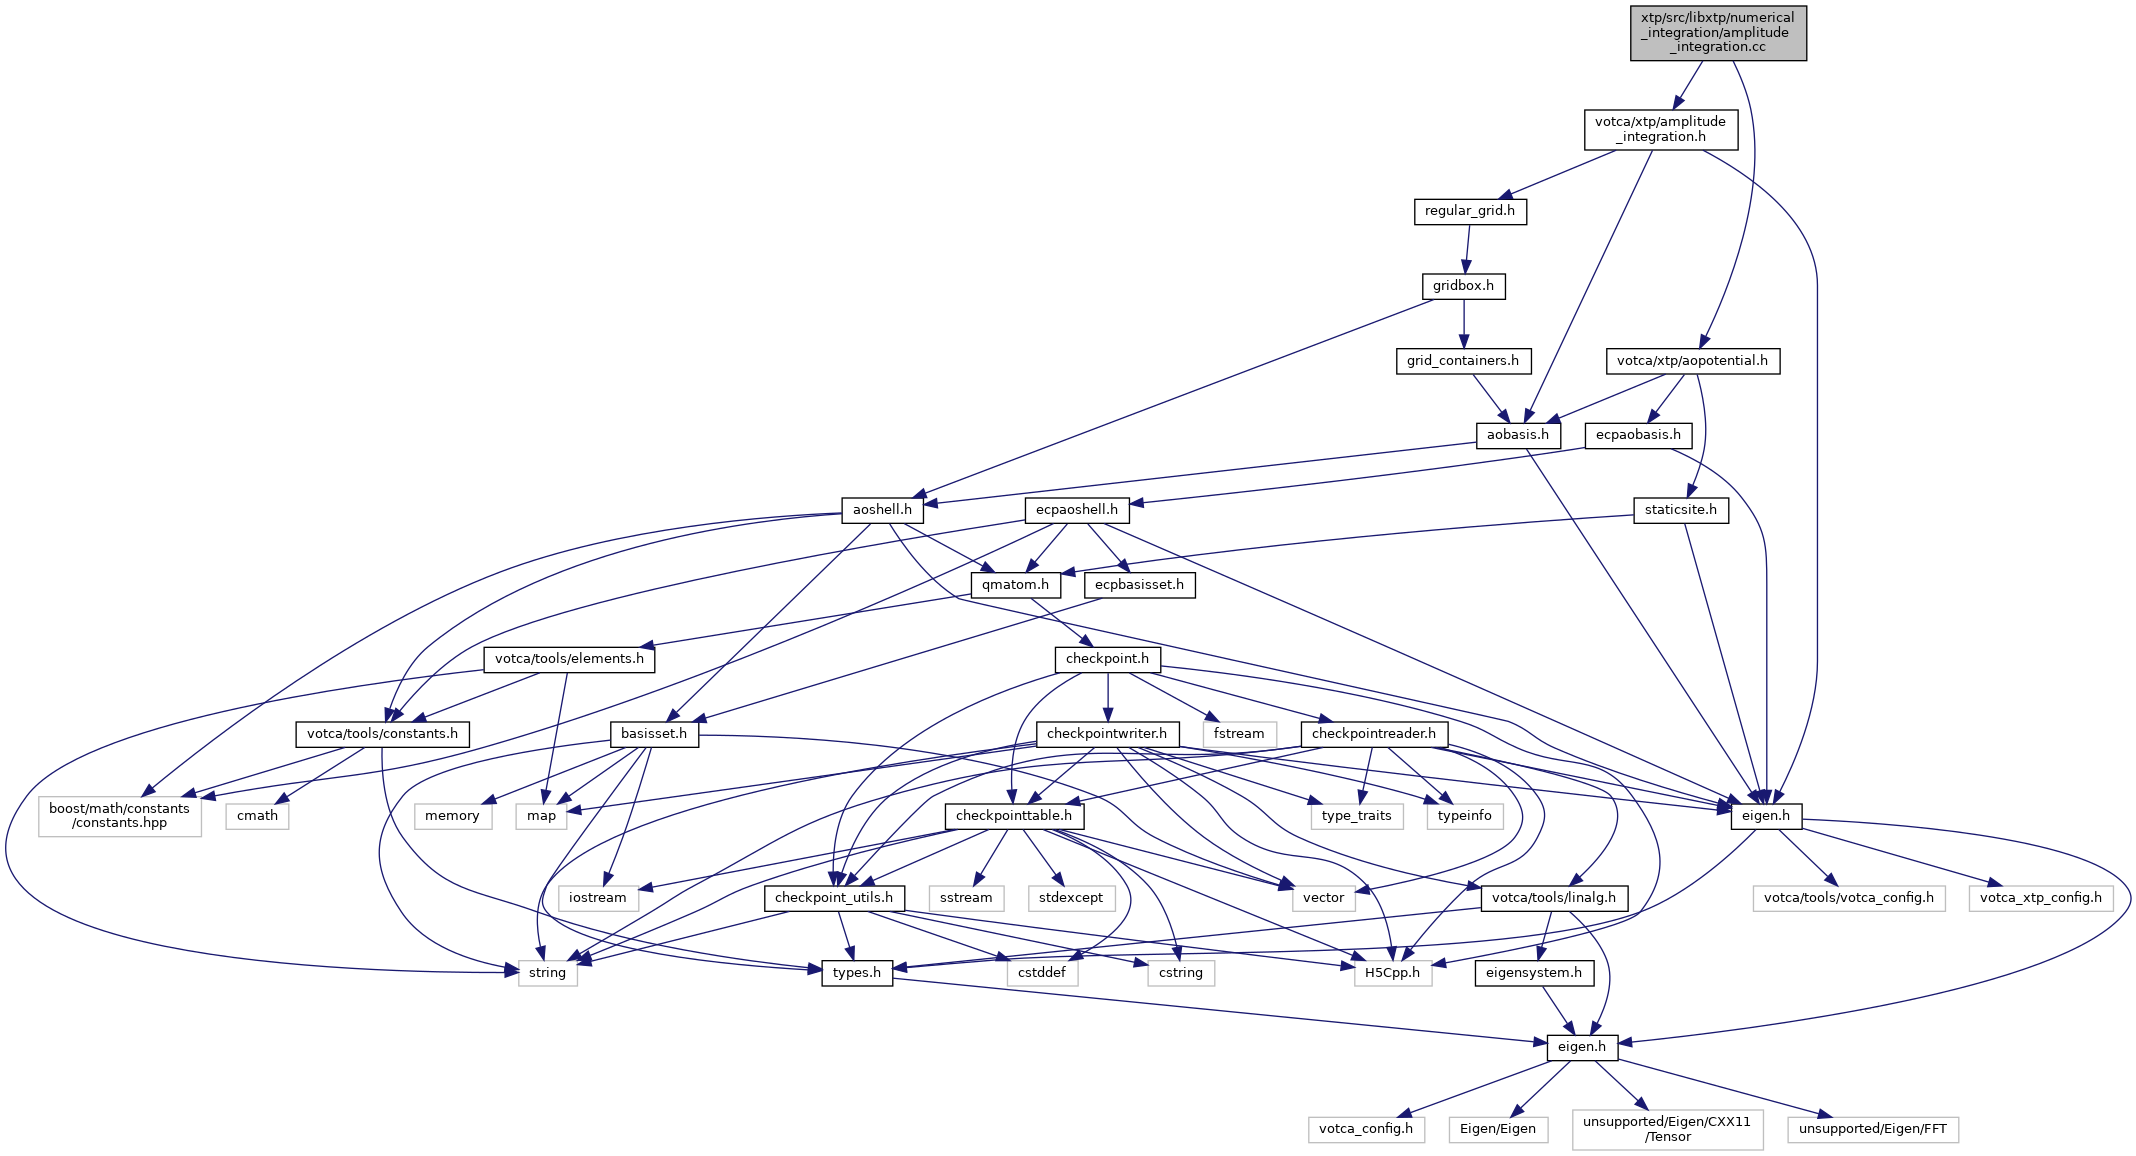 xtp/src/libxtp/numerical
_integration/amplitude
_integration.cc
votca/xtp/amplitude
_integration.h
regular_grid.h
gridbox.h
grid_containers.h
votca/xtp/aopotential.h
aobasis.h
ecpaobasis.h
aoshell.h
ecpaoshell.h
staticsite.h
qmatom.h
ecpbasisset.h
votca/tools/elements.h
checkpoint.h
votca/tools/constants.h
basisset.h
checkpointwriter.h
fstream
checkpointreader.h
boost/math/constants
/constants.hpp
cmath
memory
map
checkpointtable.h
type_traits
typeinfo
eigen.h
iostream
checkpoint_utils.h
sstream
stdexcept
vector
votca/tools/linalg.h
votca/tools/votca_config.h
votca_xtp_config.h
string
types.h
cstddef
cstring
H5Cpp.h
eigensystem.h
eigen.h
votca_config.h
Eigen/Eigen
unsupported/Eigen/CXX11
/Tensor
unsupported/Eigen/FFT